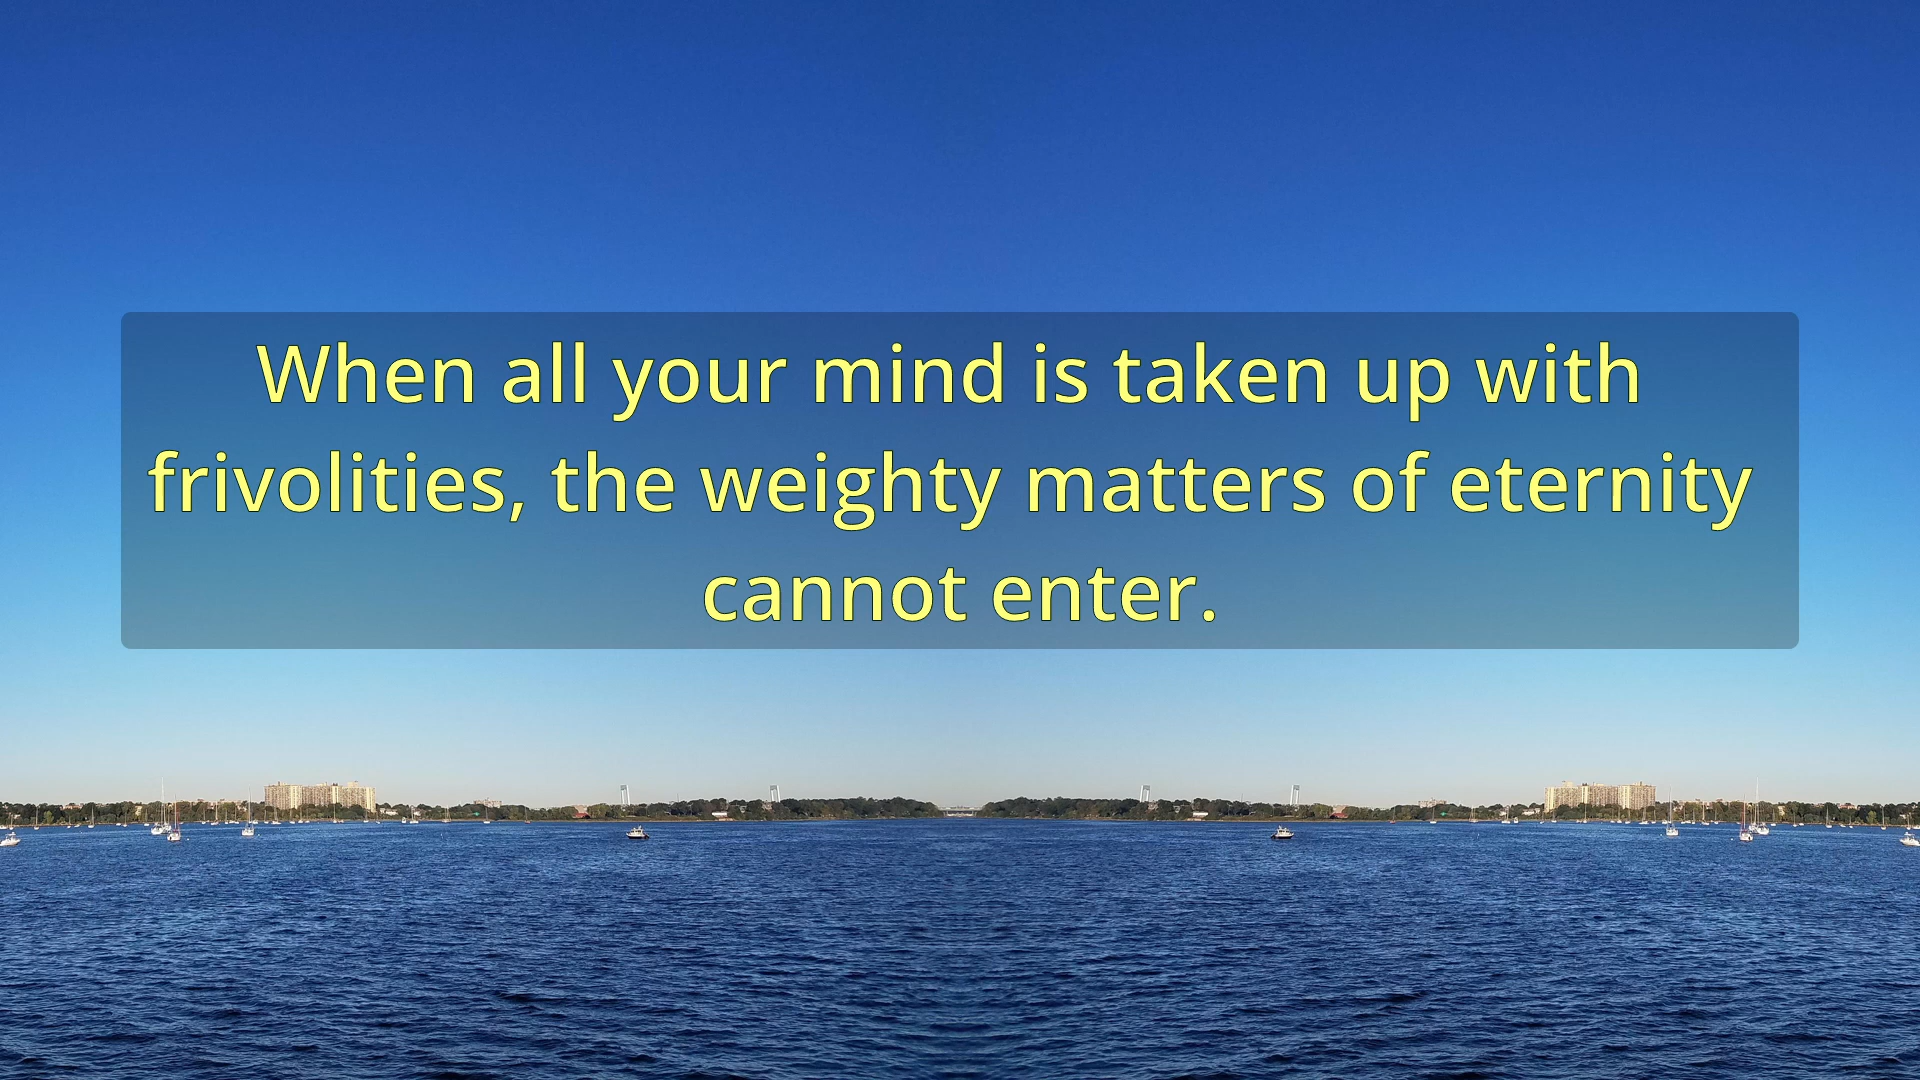 When all your mind is taken up with
frivolities, the weighty matters of eternity
cannot enter.